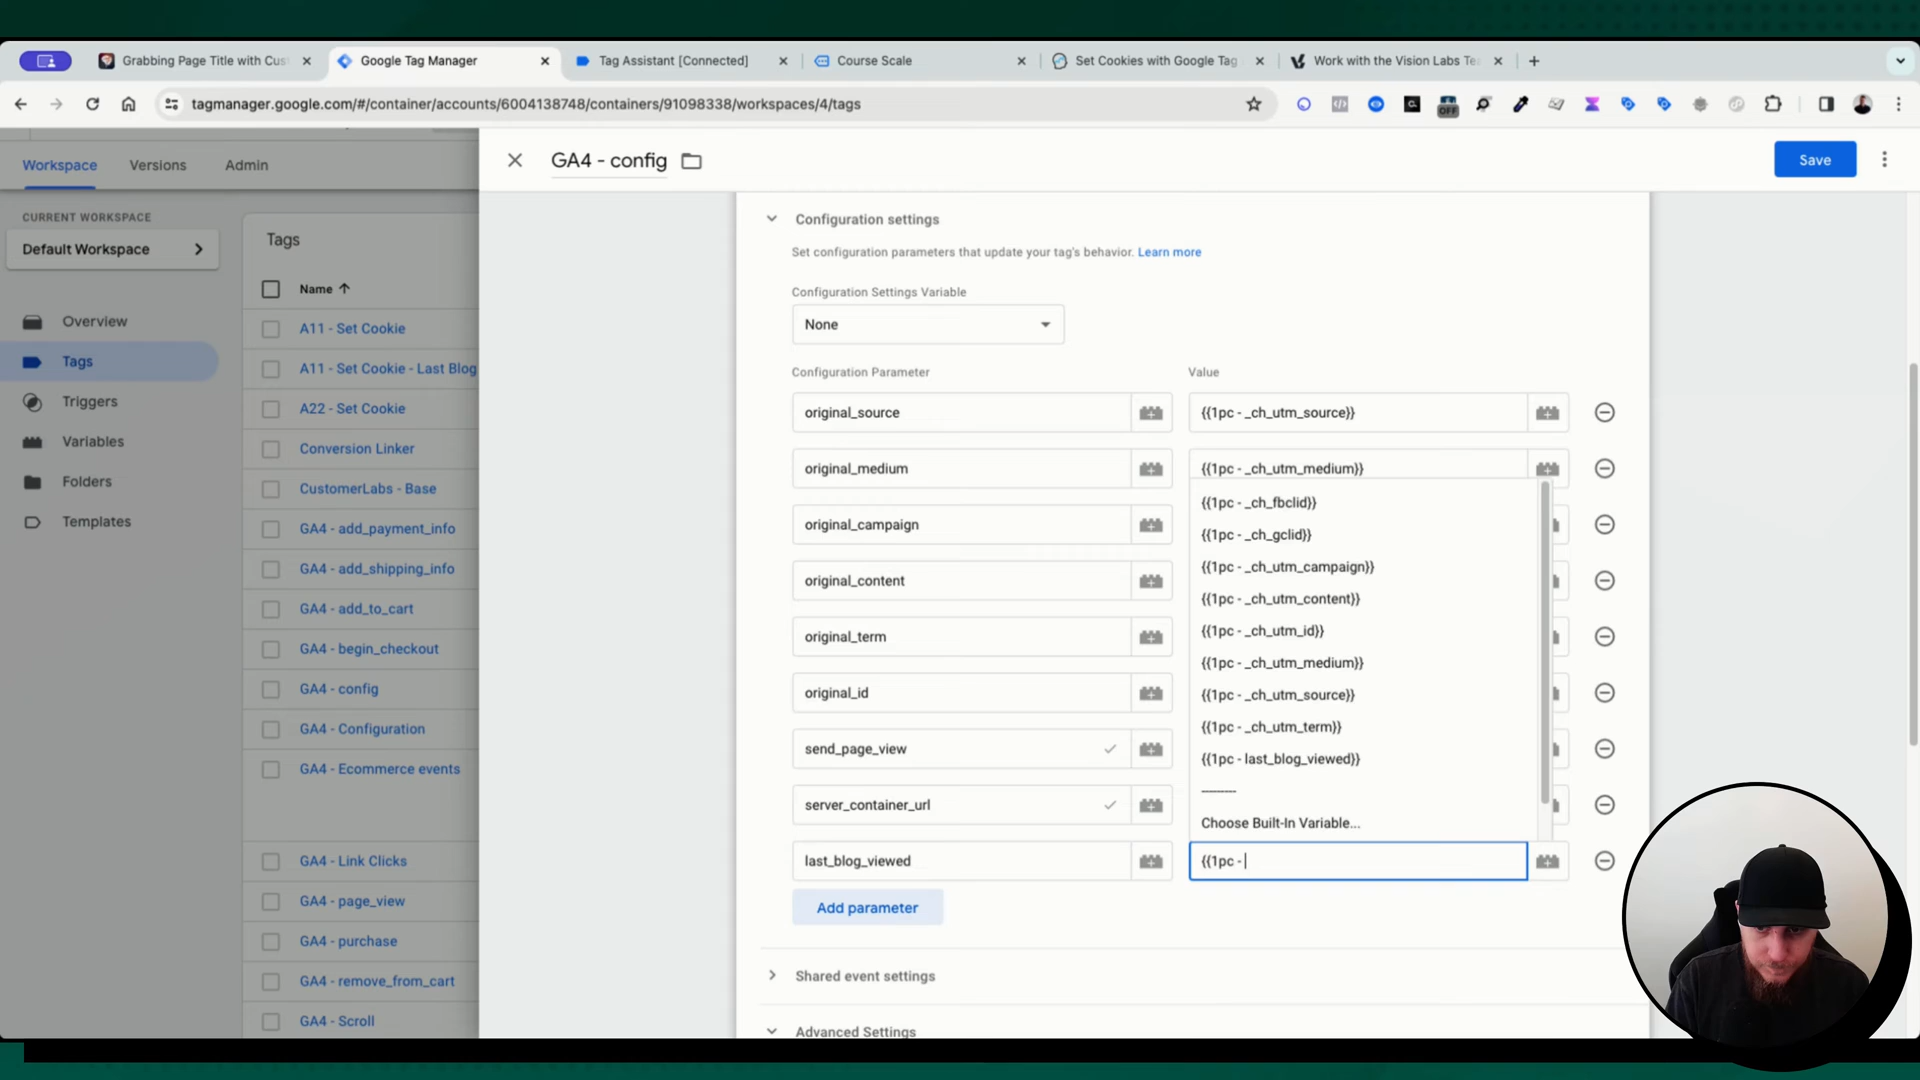 Grabbing Page Title with Cus
Google Tag Manager
Tag Assistant [Connected]
Course Scale
Set Cookies with Google Tag
Work with the Vision Labs Te
tagmanager.google.com/#/container/accounts/6004138748/containers/91098338/workspaces/4/tags
OFF
Workspace
Versions
Admin
GA4 - config
Save
CURRENT WORKSPACE
Default Workspace
Overview
Tags
Triggers
Variables
Folders
Templates
Tags
Name
A11 - Set Cookie
A11 - Set Cookie - Last Blog
A22 - Set Cookie
Conversion Linker
CustomerLabs - Base
GA4 - add_payment_info
GA4 - add_shipping_info
GA4 - add_to_cart
GA4 - begin_checkout
GA4 - config
GA4 - Configuration
GA4 - Ecommerce events
GA4 - Link Clicks
GA4 - page_view
GA4 - purchase
GA4 - remove_from_cart
GA4 - Scroll
Configuration settings
Set configuration parameters that update your tag's behavior. Learn more
Configuration Settings Variable
None
Configuration Parameter
Value
original_source
{{1pc - _ch_utm_source}}
original_medium
{{1pc - _ch_utm_medium}}
original_campaign
original_content
original_term
original_id
send_page_view
server_container_url
last_blog_viewed
{{1pc - _ch_fbclid}}
{{1pc - _ch_gclid}}
{{1pc - _ch_utm_campaign}}
{{1pc - _ch_utm_content}}
{{1pc - _ch_utm_id}}
{{1pc - _ch_utm_medium}}
{{1pc - _ch_utm_source}}
{{1pc - _ch_utm_term}}
{{1pc - last_blog_viewed}}
---------
Choose Built-In Variable...
{{1pc -
Add parameter
Shared event settings
Advanced Settings